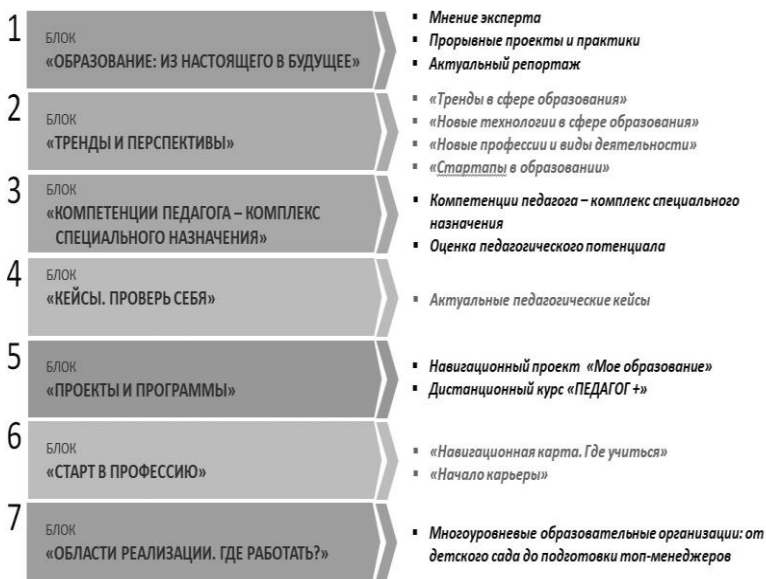 1
БЛОК
«ОБРАЗОВАНИЕ: ИЗ НАСТОЯЩЕГО В БУДУЩЕЕ»
▪ Мнение эксперта
▪ Прорывные проекты и практики
▪ Актуальный репортаж
2
БЛОК
«ТРЕНДЫ И ПЕРСПЕКТИВЫ»
▪ «Тренды в сфере образования»
▪ «Новые технологии в сфере образования»
▪ «Новые профессии и виды деятельности»
▪ «Стартапы в образовании»
3
БЛОК
«КОМПЕТЕНЦИИ ПЕДАГОГА – КОМПЛЕКС
СПЕЦИАЛЬНОГО НАЗНАЧЕНИЯ»
▪ Компетенции педагога – комплекс специального
назначения
▪ Оценка педагогического потенциала
4
БЛОК
«КЕЙСЫ. ПРОВЕРЬ СЕБЯ»
▪ Актуальные педагогические кейсы
5
БЛОК
«ПРОЕКТЫ И ПРОГРАММЫ»
▪ Навигационный проект «Мое образование»
▪ Дистанционный курс «ПЕДАГОГ +»
6
БЛОК
«СТАРТ В ПРОФЕССИЮ»
▪ «Навигационная карта. Где учиться»
▪ «Начало карьеры»
7
БЛОК
«ОБЛАСТИ РЕАЛИЗАЦИИ. ГДЕ РАБОТАТЬ?»
▪ Многоуровневые образовательные организации: от
детского сада до подготовки топ-менеджеров